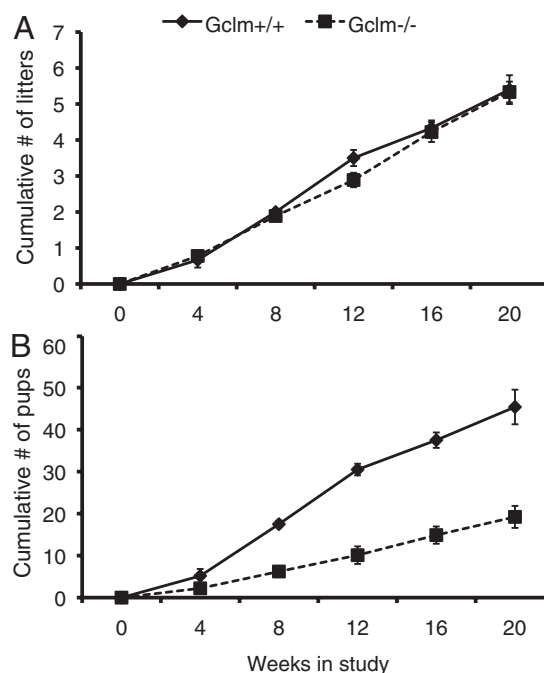 A
Gclm+/+ Gclm-/-
Cumulative # of litters
7
6
5
4
3
2
1
0
0 4 8 12 16 20
B
Cumulative # of pups
60
50
40
30
20
10
0
0 4 8 12 16 20
Weeks in study